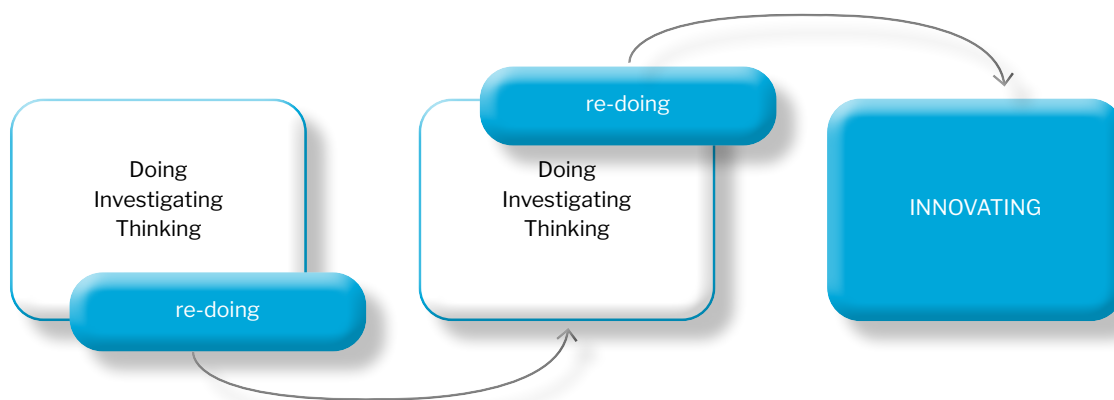 Doing
Investigating
Thinking
re-doing
re-doing
Doing
Investigating
Thinking
INNOVATING